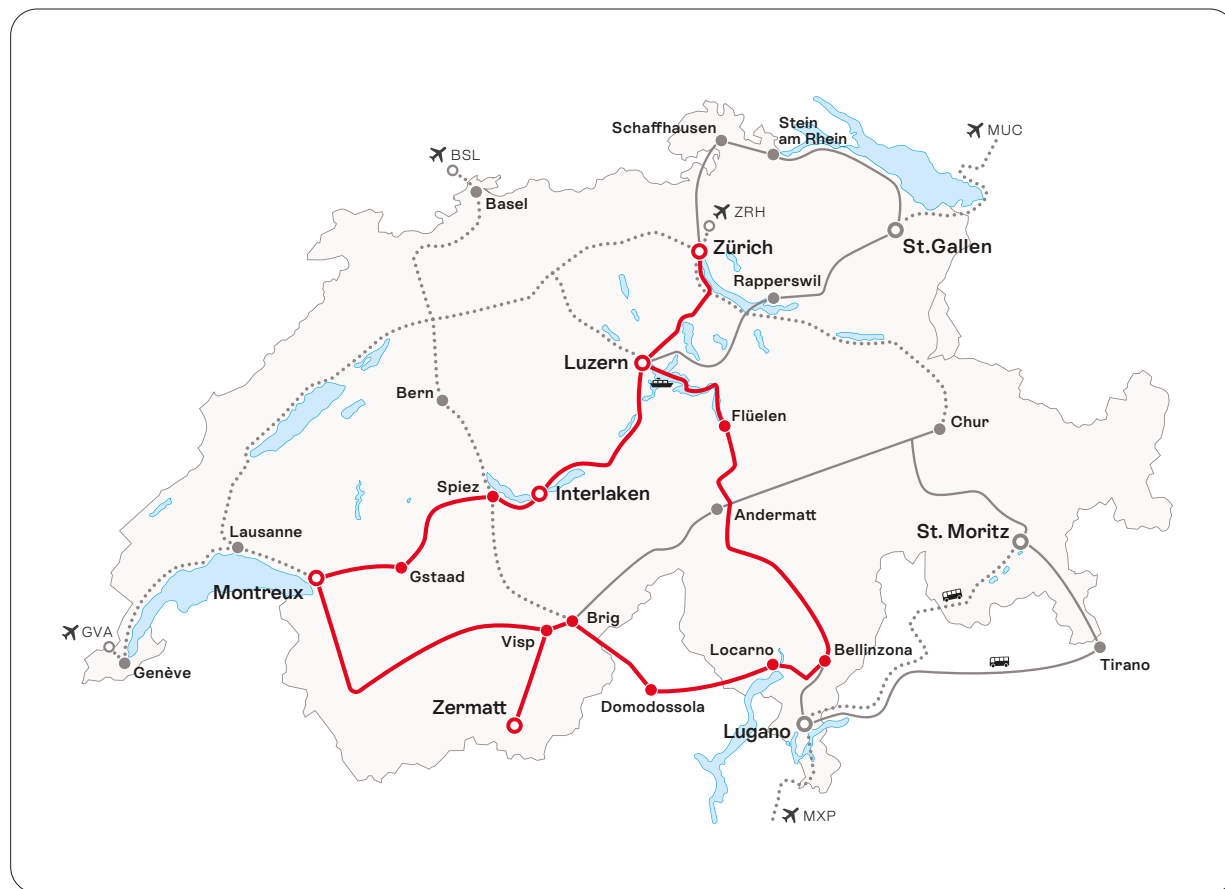 Schaffhausen
Stein
am Rhein
MUC
BSL
Basel
ZRH
Zürich
St.Gallen
Rapperswil
Luzern
Bern
Flüelen
Chur
Spiez
Interlaken
Andermatt
Lausanne
St. Moritz
Gstaad
Montreux
Brig
GVA
Visp
Locarno
Bellinzona
Genève
Tirano
Zermatt
Domodossola
Lugano
MXP